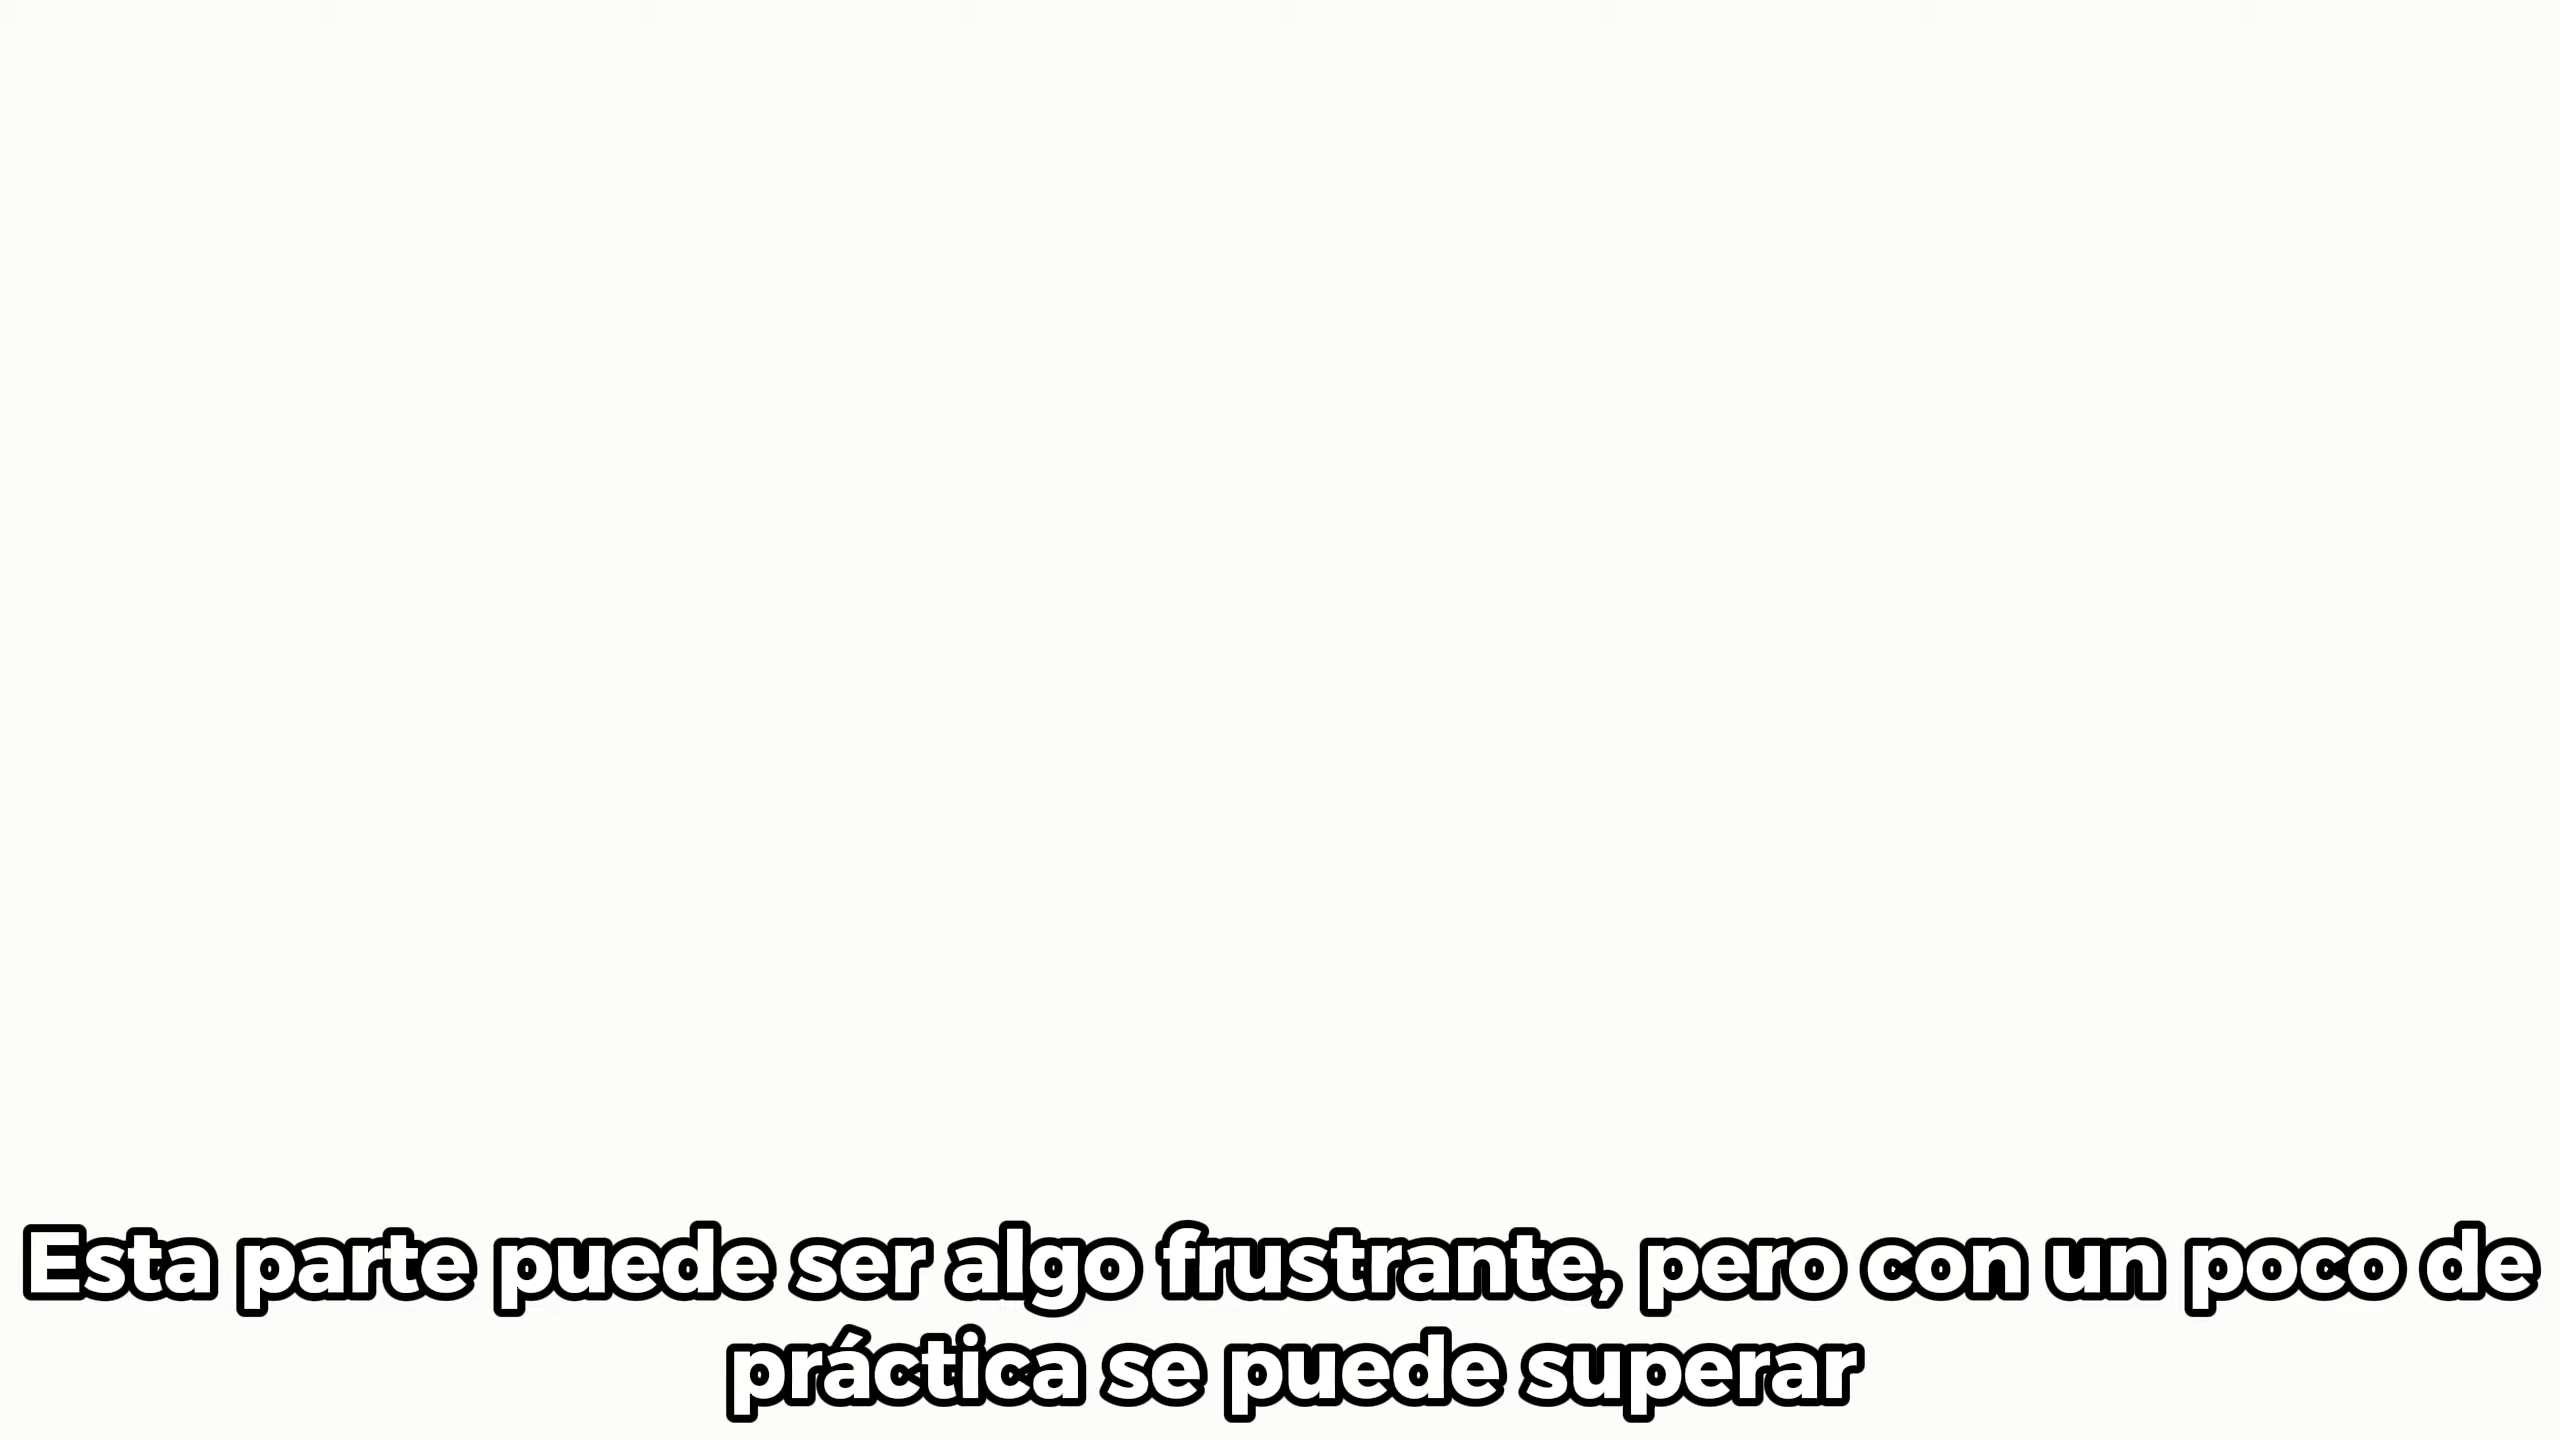 Esta parte puede ser algo frustrante, pero con un poco de
práctica se puede superar